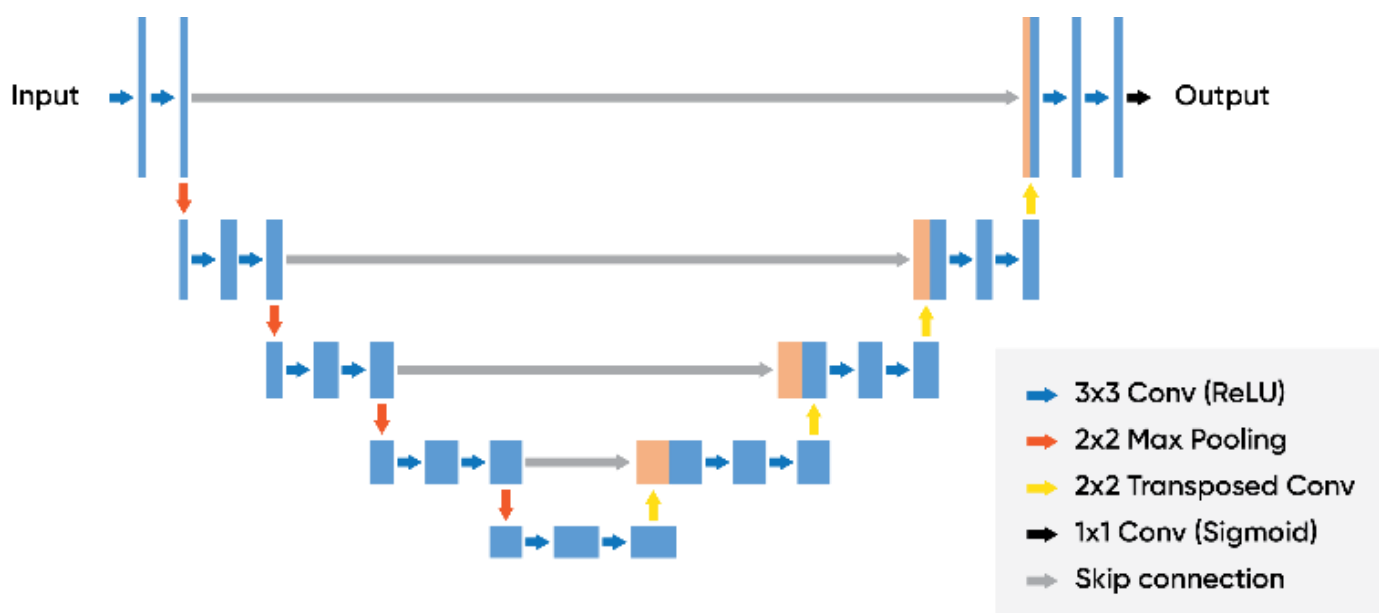 Input
Output
3x3 Conv (ReLU)
2x2 Max Pooling
2x2 Transposed Conv
1x1 Conv (Sigmoid)
Skip connection